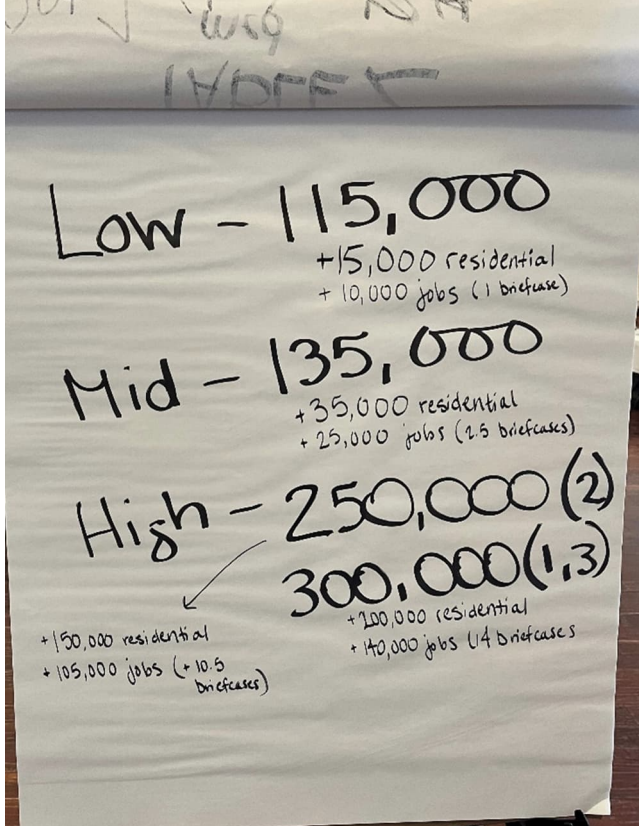 Low - 115,000
+15,000 residential
+ 10,000 jobs (1 briefcase)
Mid - 135,000
+35,000 residential
+ 25,000 jobs (2.5 briefcases)
High - 250,000 (2)
300,000 (1,3)
+200,000 residential
+ 140,000 jobs (14 briefcases
+150,000 residential
+ 105,000 jobs (+ 10.5
briefcases)